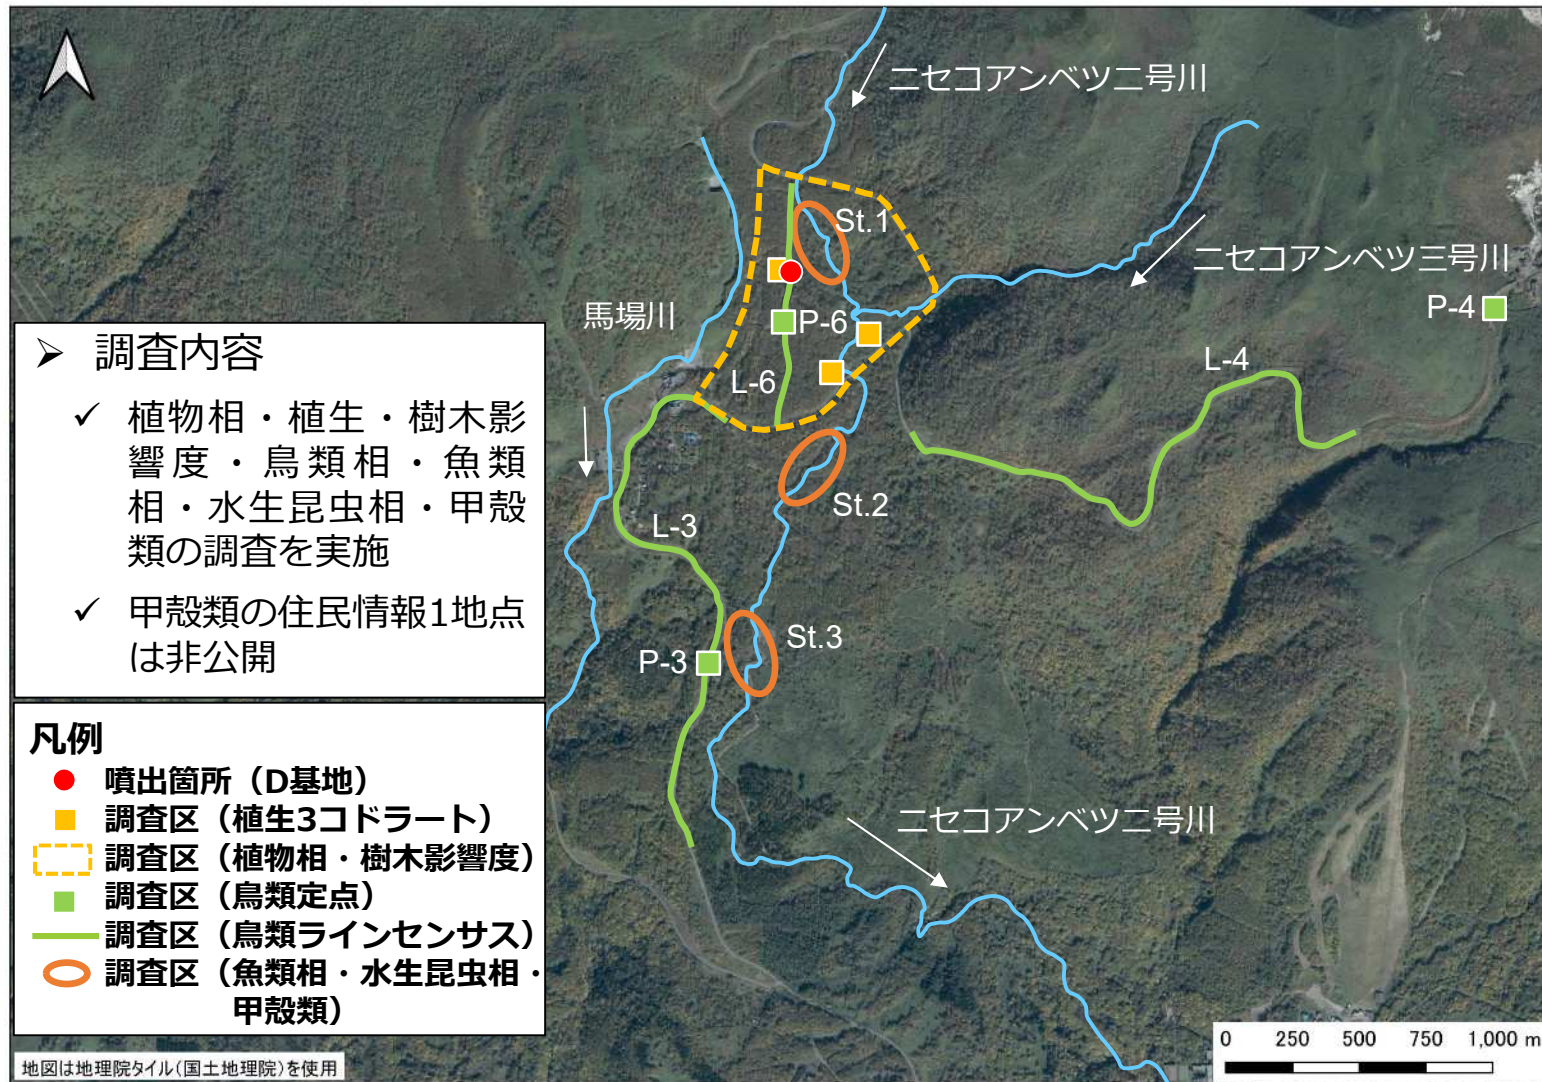 ニセコアンベツ二号川
St.1
ニセコアンベツ三号川
P-4
馬場川
P-6
L-6
L-4
➢ 調査内容
✓ 植物相・植生・樹木影
響度・鳥類相・魚類
相・水生昆虫相・甲殻
類の調査を実施
✓ 甲殻類の住民情報1地点
は非公開
St.2
L-3
St.3
P-3
ニセコアンベツ二号川
凡例
噴出箇所（D基地）
調査区（植生3コドラート）
調査区（植物相・樹木影響度）
調査区（鳥類定点）
調査区（鳥類ラインセンサス）
調査区（魚類相・水生昆虫相・
甲殻類）
地図は地理院タイル(国土地理院)を使用
0 250 500 750 1,000 m